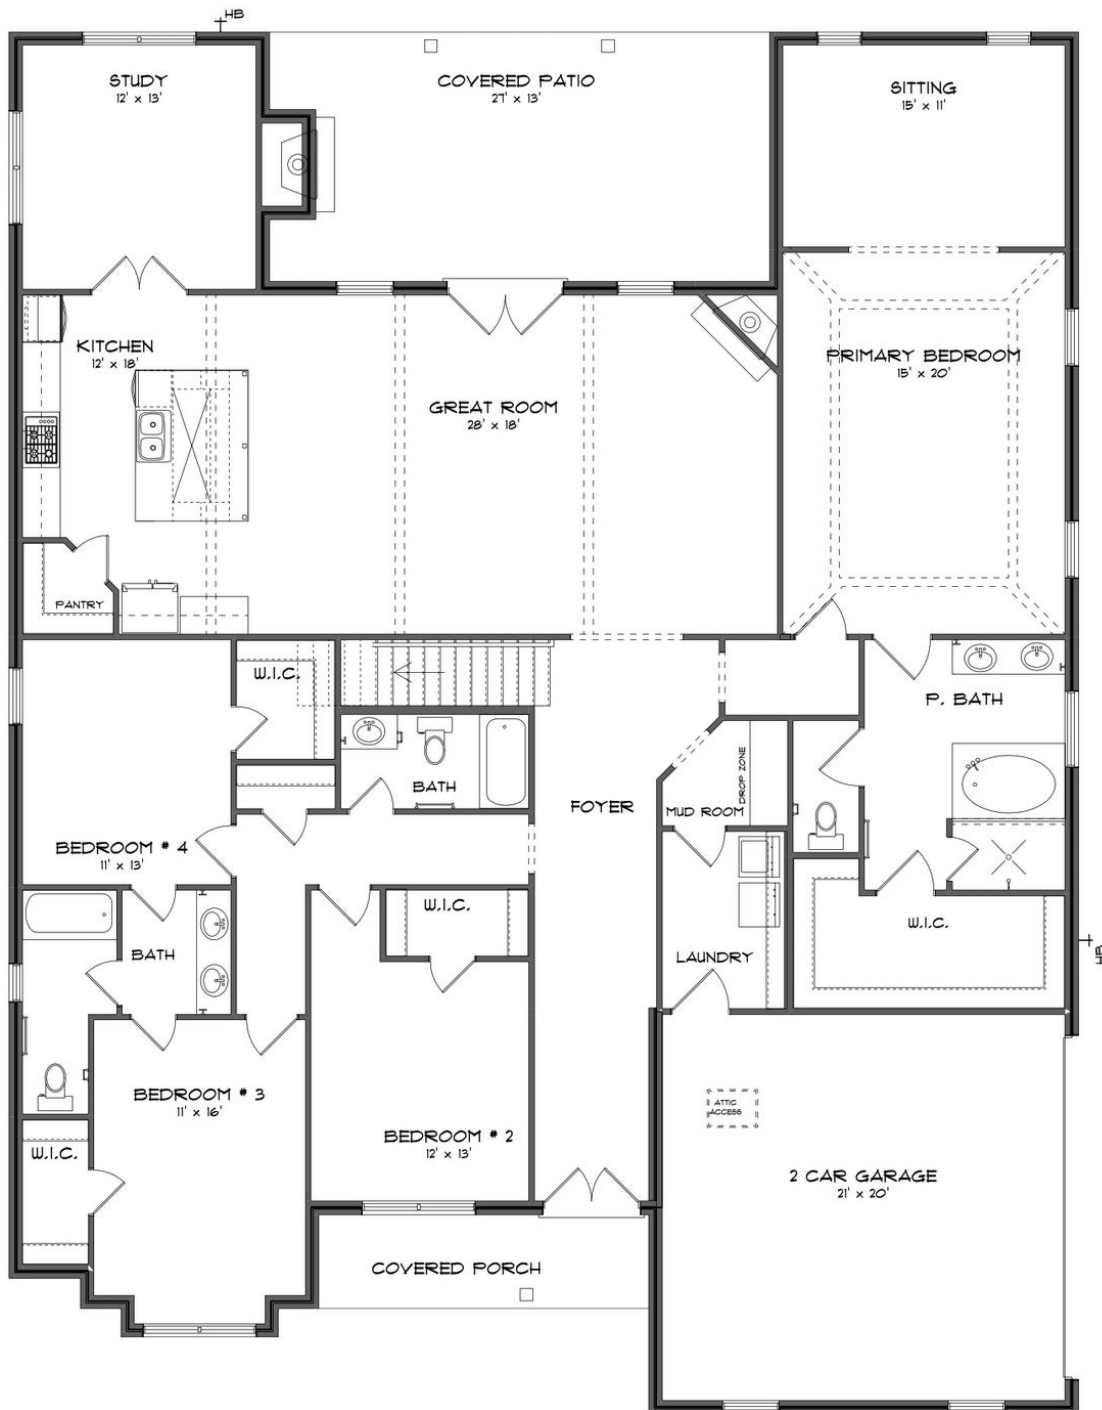 HB
STUDY
12' x 13'
COVERED PATIO
27' x 13'
SITTING
15' x 11'
KITCHEN
12' x 18'
PRIMARY BEDROOM
15' x 20'
GREAT ROOM
28' x 18'
PANTRY
W.I.C.
P. BATH
BATH
FOYER
MUD ROOM
DROP ZONE
BEDROOM # 4
11' x 13'
W.I.C.
W.I.C.
BATH
LAUNDRY
HB
BEDROOM # 3
11' x 16'
ATTIC
ACCESS
BEDROOM # 2
12' x 13'
W.I.C.
2 CAR GARAGE
21' x 20'
COVERED PORCH